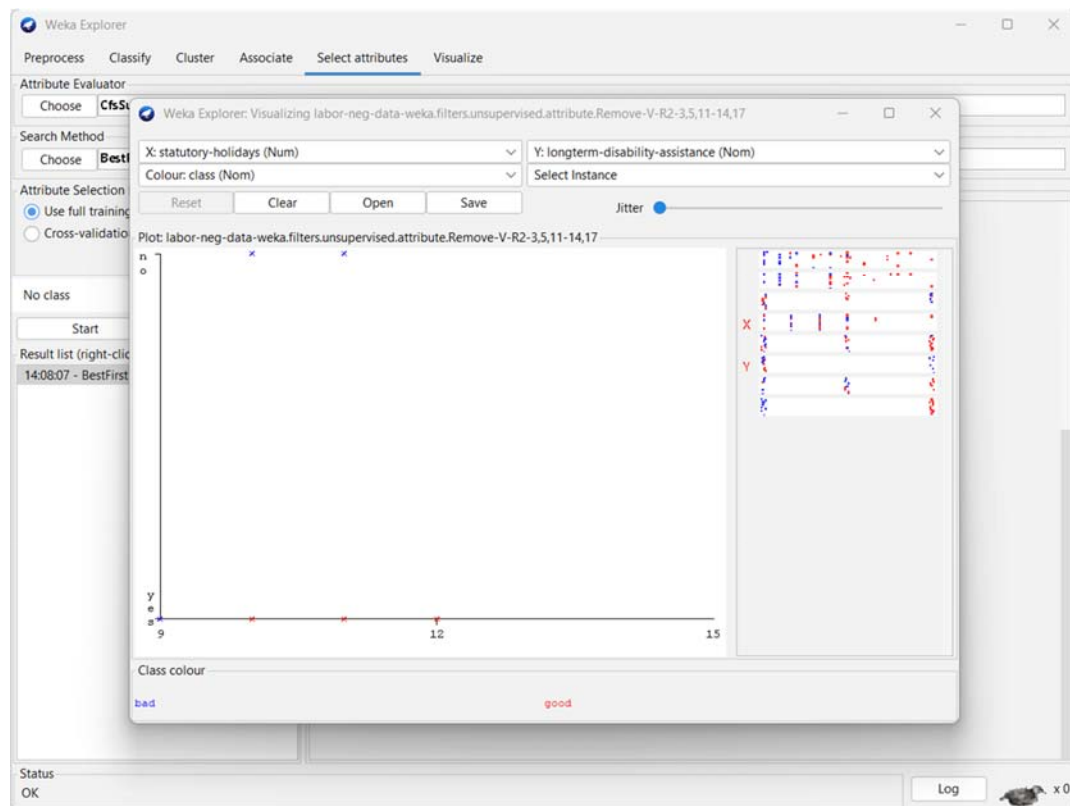 Weka Explorer
Preprocess Classify Cluster Associate Select attributes Visualize
Attribute Evaluator
Choose CfsSu
Weka Explorer: Visualizing labor-neg-data-weka.filters.unsupervised.attribute.Remove-V-R2-3,5,11-14,17
Search Method
Choose BestF
X: statutory-holidays (Num) Y: longterm-disability-assistance (Nom)
Colour: class (Nom) Select Instance
Attribute Selection
Use full training
Reset Clear Open Save Jitter
Cross-validatio
Plot: labor-neg-data-weka.filters.unsupervised.attribute.Remove-V-R2-3,5,11-14,17
no
No class
Start
X
Result list (right-clic
Y
14:08:07 - BestFirst
yes
9 12 15
Class colour
bad good
Status
OK Log x 0